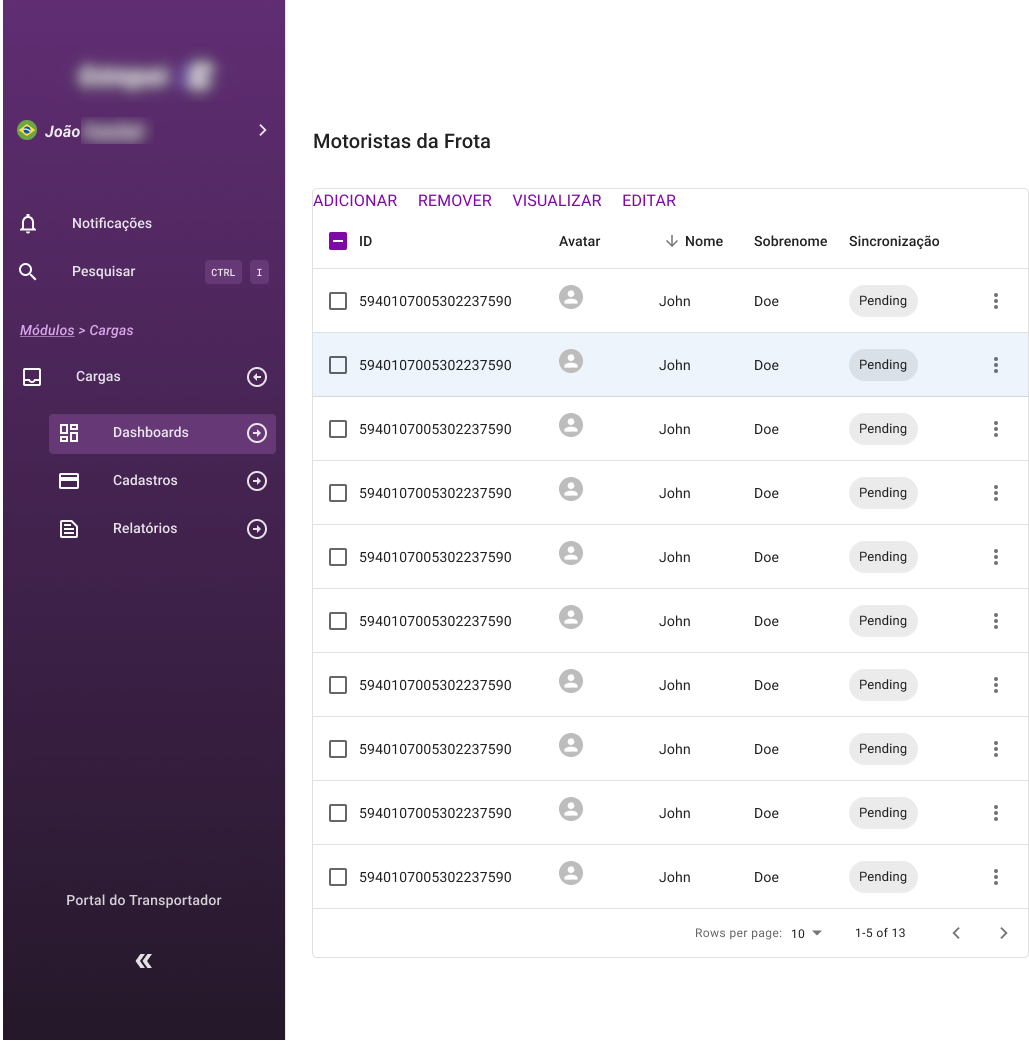 João
Notificações
Pesquisar CTRL I
Módulos > Cargas
Cargas
Dashboards
Cadastros
Relatórios
Portal do Transportador
Motoristas da Frota
ADICIONAR REMOVER VISUALIZAR EDITAR
ID Avatar Nome Sobrenome Sincronização
5940107005302237590 John Doe Pending
5940107005302237590 John Doe Pending
5940107005302237590 John Doe Pending
5940107005302237590 John Doe Pending
5940107005302237590 John Doe Pending
5940107005302237590 John Doe Pending
5940107005302237590 John Doe Pending
5940107005302237590 John Doe Pending
5940107005302237590 John Doe Pending
5940107005302237590 John Doe Pending
Rows per page: 10 1-5 of 13